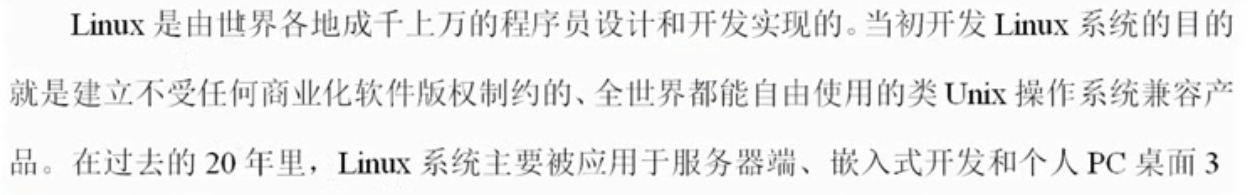 Linux 是由世界各地成千上万的程序员设计和开发实现的。当初开发 Linux 系统的目的
就是建立不受任何商业化软件版权制约的、全世界都能自由使用的类 Unix 操作系统兼容产
品。在过去的 20 年里，Linux 系统主要被应用于服务器端、嵌入式开发和个人 PC 桌面 3